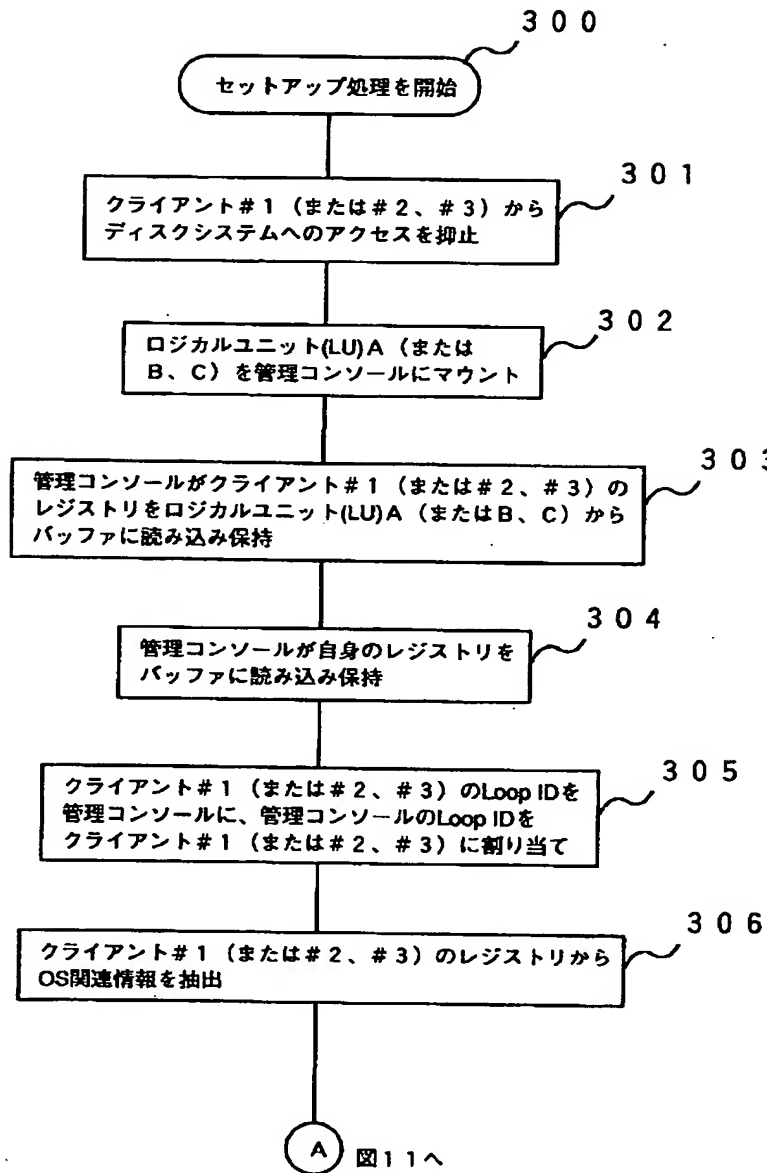 300
セットアップ処理を開始
301
クライアント#1（または#2、#3）から
ディスクシステムへのアクセスを抑止
302
ロジカルユニット(LU)A（または
B、C）を管理コンソールにマウント
303
管理コンソールがクライアント#1（または#2、#3）の
レジストリをロジカルユニット(LU)A（またはB、C）から
バッファに読み込み保持
304
管理コンソールが自身のレジストリを
バッファに読み込み保持
305
クライアント#1（または#2、#3）のLoop IDを
管理コンソールに、管理コンソールのLoop IDを
クライアント#1（または#2、#3）に割り当て
306
クライアント#1（または#2、#3）のレジストリから
OS関連情報を抽出
A 図11へ